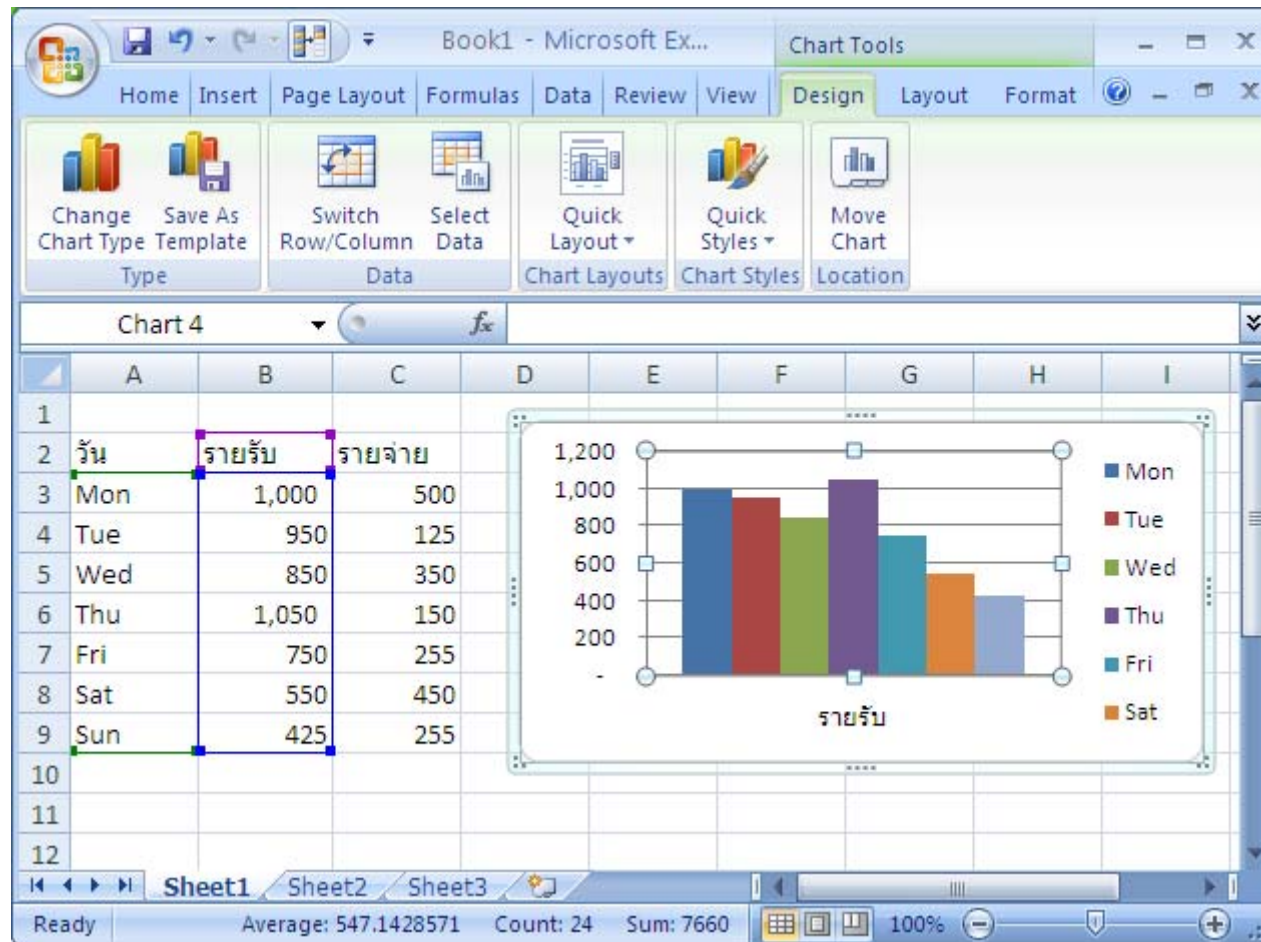 Book1 - Microsoft Ex... Chart Tools
Home Insert Page Layout Formulas Data Review View Design Layout Format
Change Chart Type
Save As Template
Switch Row/Column
Select Data
Quick Layout
Quick Styles
Move Chart
Type Data Chart Layouts Chart Styles Location
Chart 4 fx
A B C D E F G H I
1
2 วัน รายรับ รายจ่าย
3 Mon 1,000 500
4 Tue 950 125
5 Wed 850 350
6 Thu 1,050 150
7 Fri 750 255
8 Sat 550 450
9 Sun 425 255
10
11
12
1,200
1,000
800
600
400
200
-
รายรับ
Mon
Tue
Wed
Thu
Fri
Sat
Sheet1 Sheet2 Sheet3
Ready Average: 547.1428571 Count: 24 Sum: 7660 100%